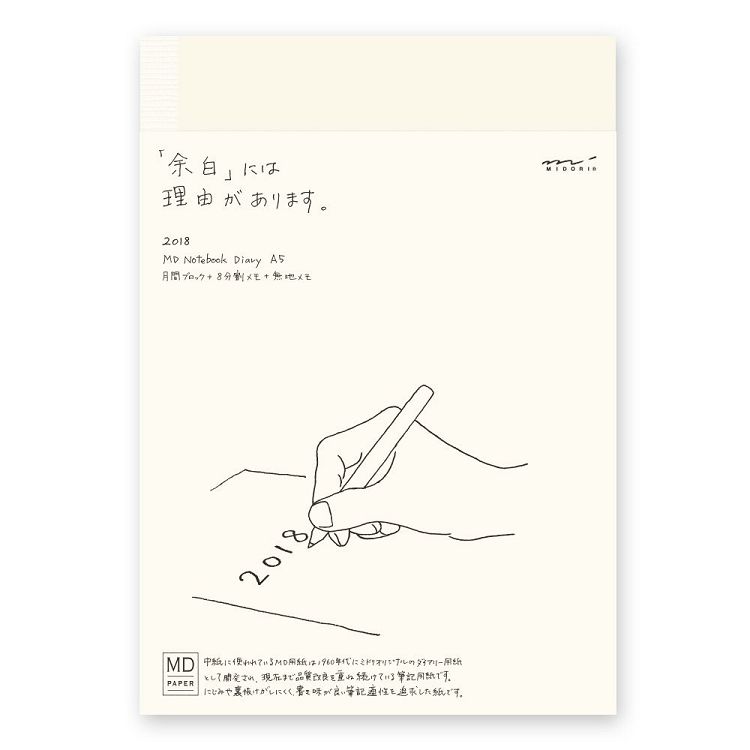 「余白」には
理由があります。
MIDORI
2018
MD Notebook Diary A5
月間ブロック+8分割メモ+無地メモ
2018
MD
PAPER
中紙に使われているMD用紙は1960年代にミドリオリジナルのダイアリー用紙
として開発され、現在まで品質改良を重ね続けている筆記用紙です。
にじみや裏抜けがしにくく、書き味が良い筆記適性を追求した紙です。